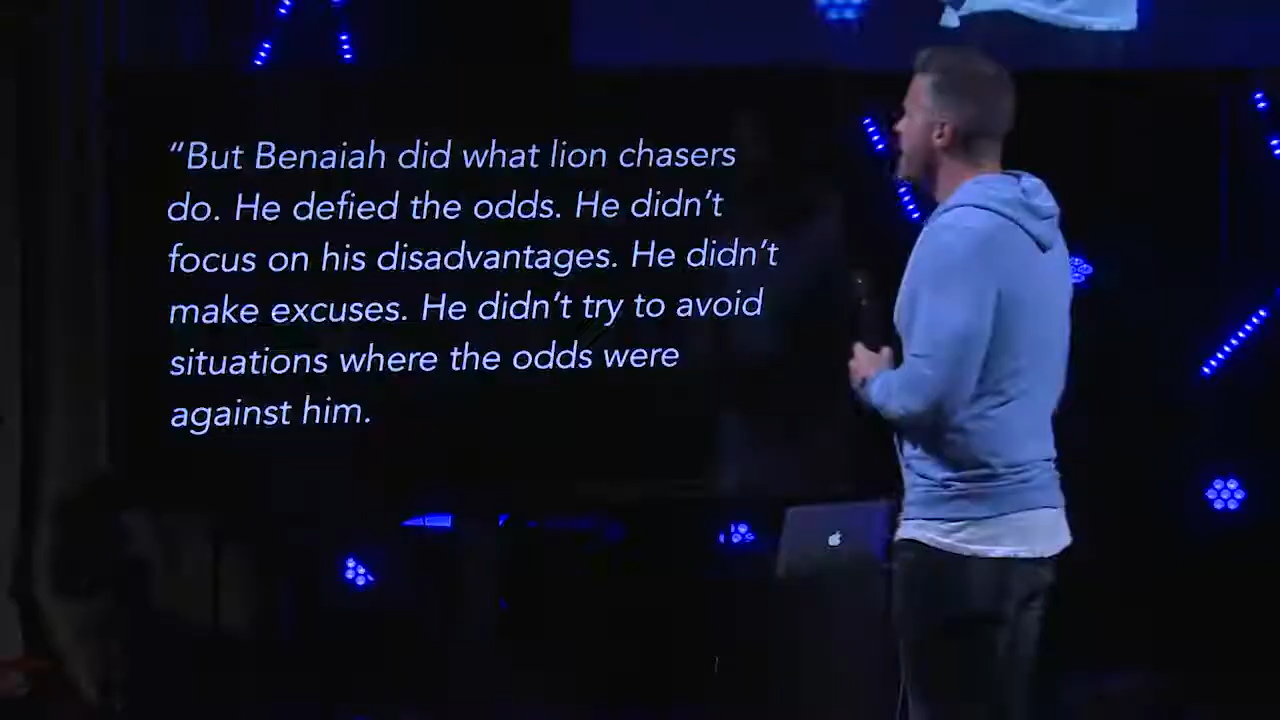 “But Benaiah did what lion chasers
do. He defied the odds. He didn’t
focus on his disadvantages. He didn’t
make excuses. He didn’t try to avoid
situations where the odds were
against him.